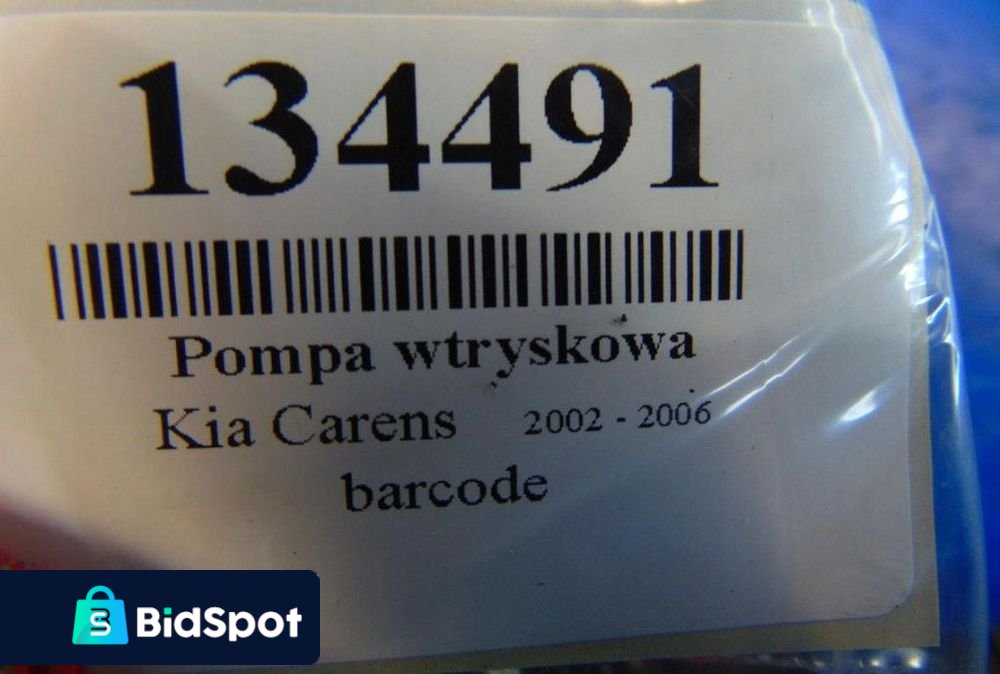 134491
Pompa wtryskowa
Kia Carens 2002 - 2006
barcode
BidSpot